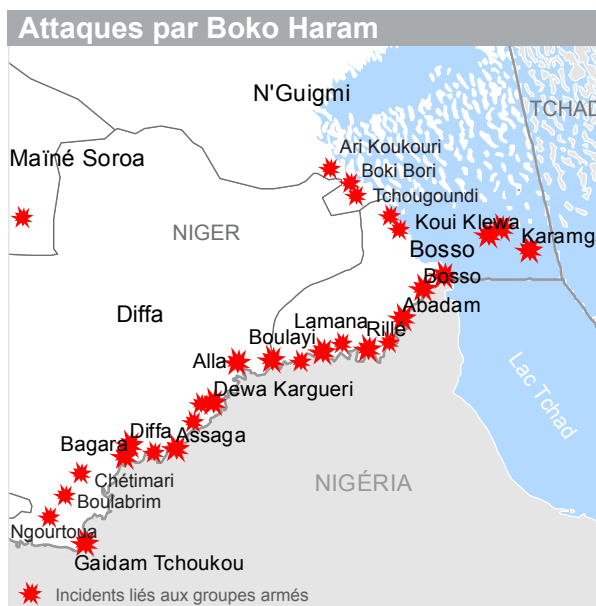 Attaques par Boko Haram
N'Guigmi
TCHAD
Ari Koukouri
Maïné Soroa
Boki Bori
Tchougoundi
Koui Klewa
NIGER
Karamg
Bosso
Bosso
Abadam
Diffa
Lamana
Boulayi
Rillé
Alla
Lac Tchad
Dewa Kargueri
Diffa
Assaga
Bagara
Chétimari
NIGÉRIA
Boulabrim
Ngourtoua
Gaidam Tchoukou
Incidents liés aux groupes armés